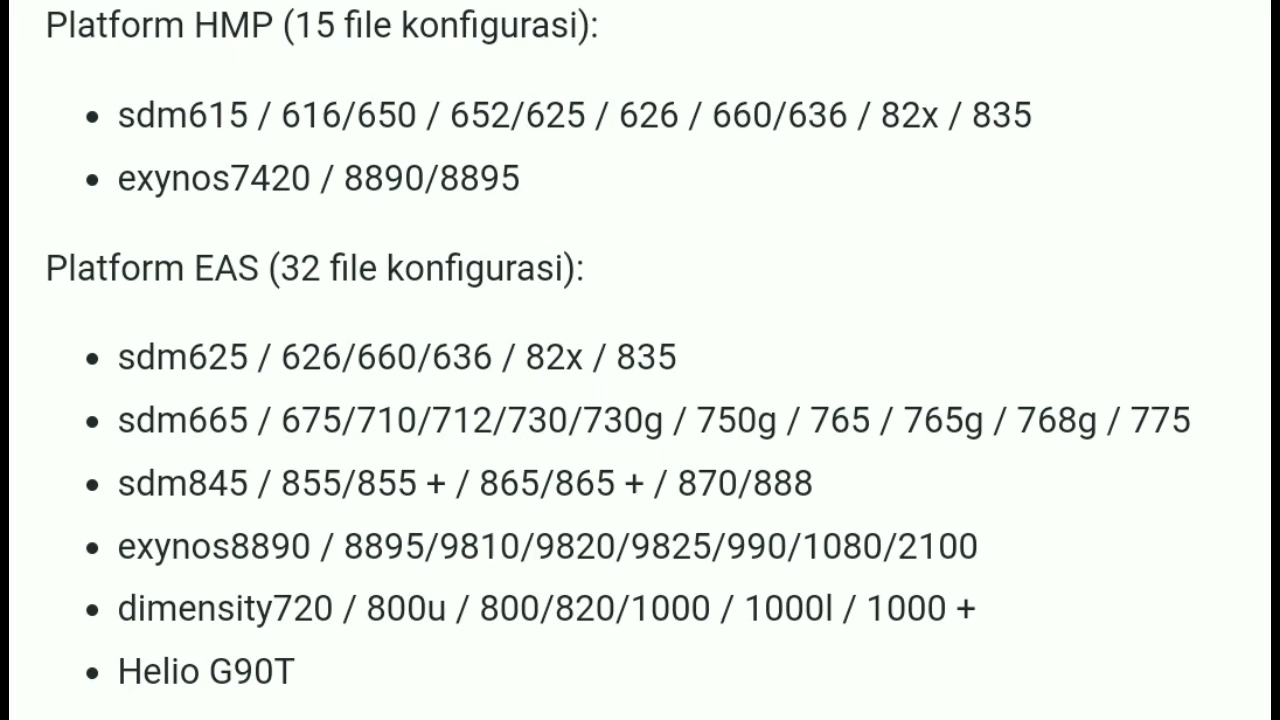 Platform HMP (15 file konfigurasi):
• sdm615 / 616/650 / 652/625 / 626 / 660/636 / 82x / 835
• exynos7420 / 8890/8895
Platform EAS (32 file konfigurasi):
• sdm625 / 626/660/636 / 82x / 835
• sdm665 / 675/710/712/730/730g / 750g / 765 / 765g / 768g / 775
• sdm845 / 855/855 + / 865/865 + / 870/888
• exynos8890 / 8895/9810/9820/9825/990/1080/2100
• dimensity720 / 800u / 800/820/1000 / 1000l / 1000 +
• Helio G90T